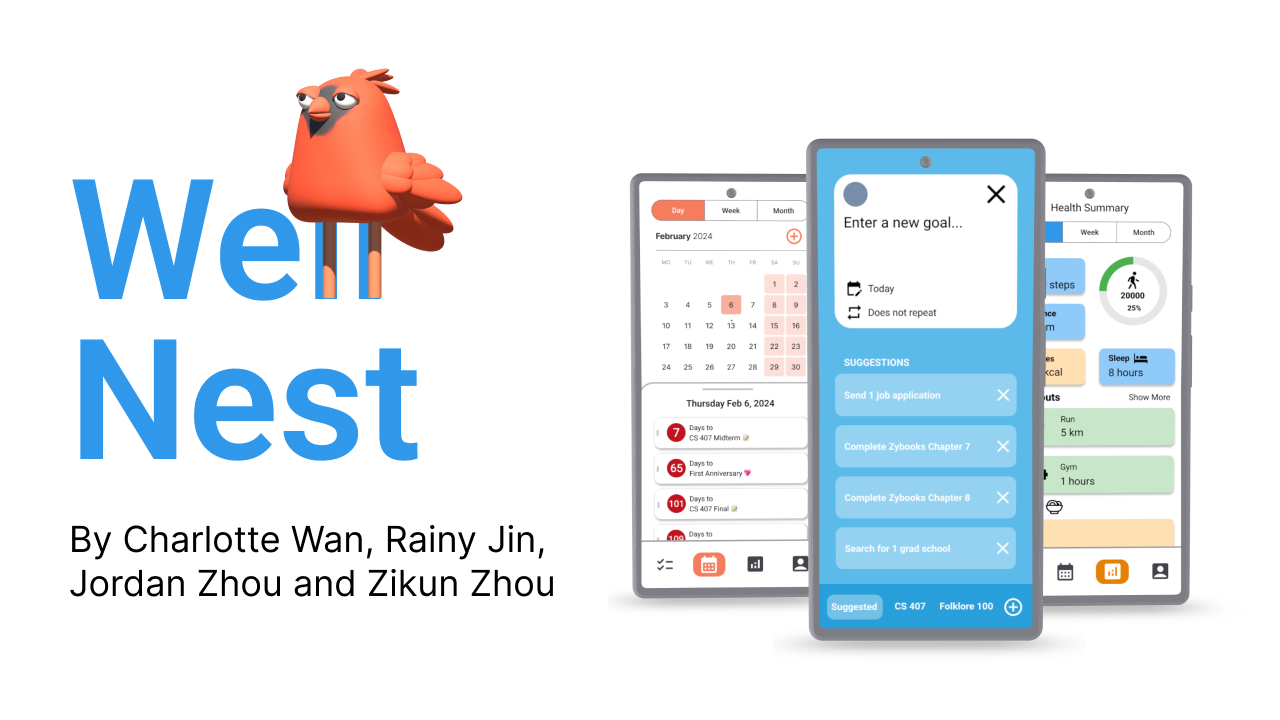 Well
Nest
By Charlotte Wan, Rainy Jin,
Jordan Zhou and Zikun Zhou
Day Week Month
February 2024
MO TU WE TH FR SA SU
1 2
3 4 5 6 7 8 9
10 11 12 13 14 15 16
17 18 19 20 21 22 23
24 25 26 27 28 29 30
Thursday Feb 6, 2024
7 Days to
CS 407 Midterm 📝
65 Days to
First Anniversary 💘
101 Days to
CS 407 Final 📝
109 Days to
Enter a new goal...
Today
Does not repeat
SUGGESTIONS
Send 1 job application
Complete Zybooks Chapter 7
Complete Zybooks Chapter 8
Search for 1 grad school
Suggested CS 407 Folklore 100
Health Summary
Week Month
steps
20000
25%
nce
m
es
kcal
Sleep
8 hours
outs Show More
Run
5 km
Gym
1 hours